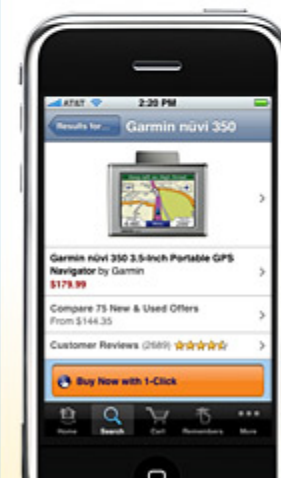 AT&T 2:20 PM
Results for... Garmin nüvi 350
Garmin nüvi 350 3.5-Inch Portable GPS
Navigator by Garmin
$179.99
Compare 75 New & Used Offers
From $144.35
Customer Reviews (2689)
Buy Now with 1-Click
Home Search Cart Remembers More